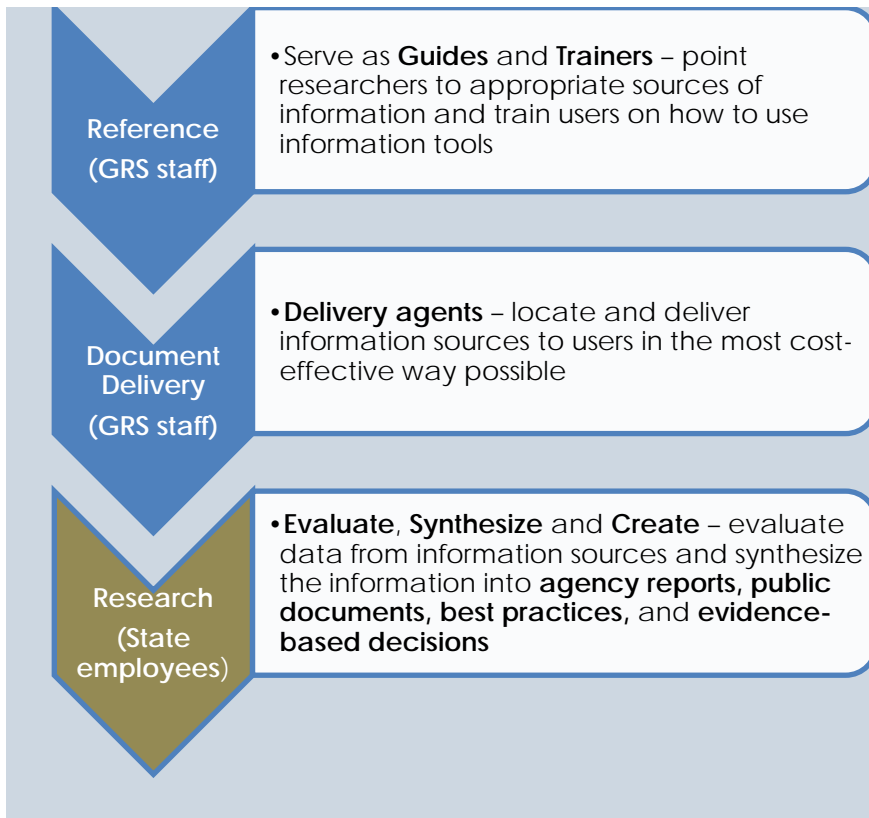 Reference
(GRS staff)
•Serve as Guides and Trainers – point
researchers to appropriate sources of
information and train users on how to use
information tools
Document
Delivery
(GRS staff)
•Delivery agents – locate and deliver
information sources to users in the most cost-
effective way possible
Research
(State
employees)
•Evaluate, Synthesize and Create – evaluate
data from information sources and synthesize
the information into agency reports, public
documents, best practices, and evidence-
based decisions